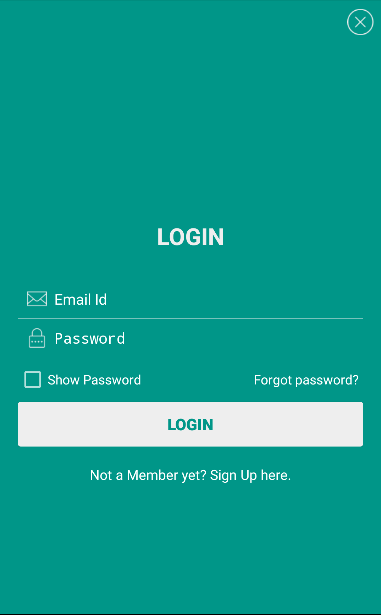 LOGIN
Email Id
Password
Show Password
Forgot password?
LOGIN
Not a Member yet? Sign Up here.